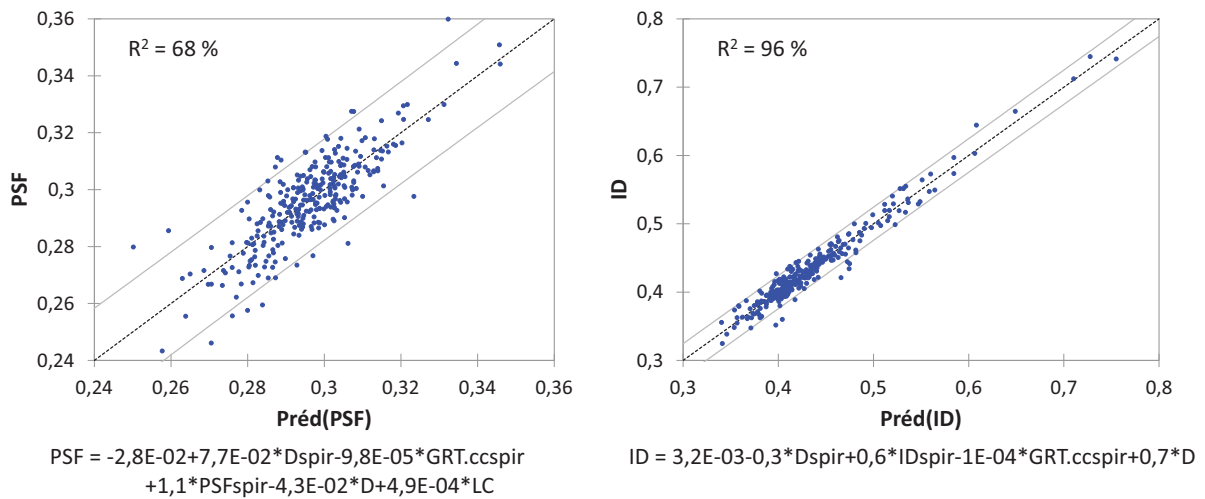 0,36
0,34
0,32
0,3
0,28
0,26
0,24
PSF
R² = 68 %
0,24 0,26 0,28 0,3 0,32 0,34 0,36
Préd(PSF)
PSF = -2,8E-02+7,7E-02*Dspir-9,8E-05*GRT.ccspir
+1,1*PSFspir-4,3E-02*D+4,9E-04*LC
0,8
0,7
0,6
0,5
0,4
0,3
ID
R² = 96 %
0,3 0,4 0,5 0,6 0,7 0,8
Préd(ID)
ID = 3,2E-03-0,3*Dspir+0,6*IDspir-1E-04*GRT.ccspir+0,7*D